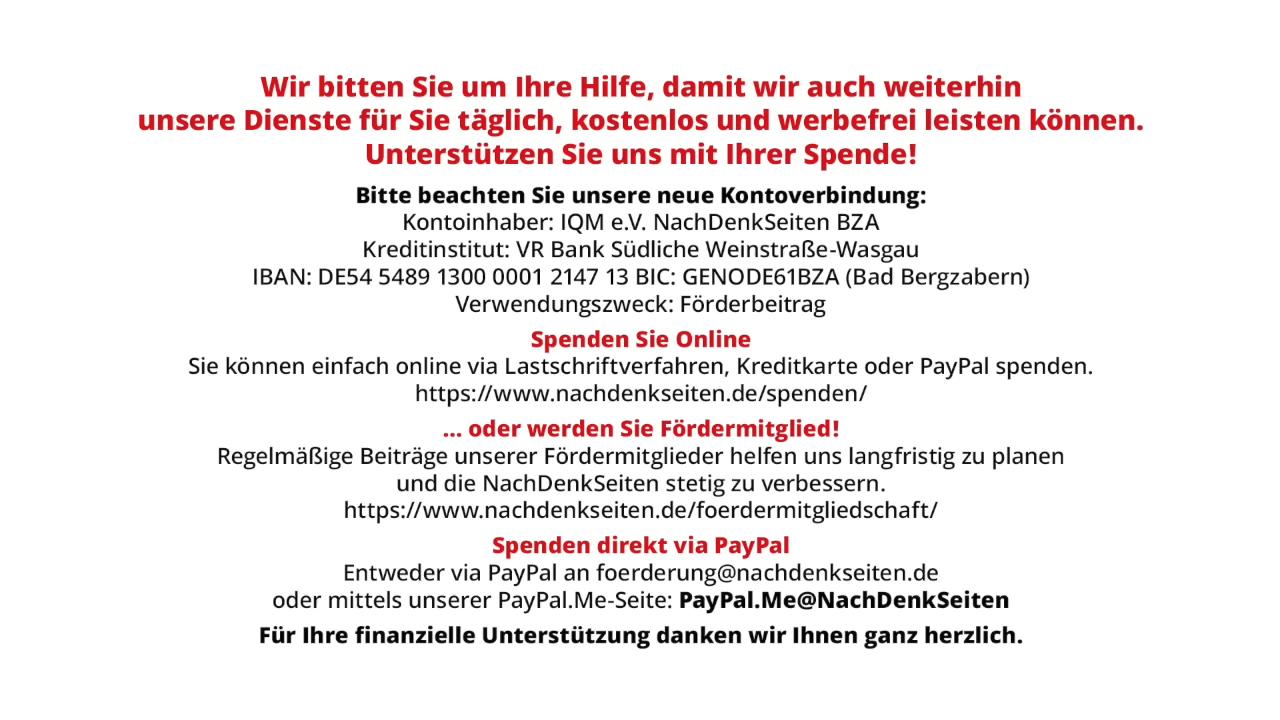 Wir bitten Sie um Ihre Hilfe, damit wir auch weiterhin
unsere Dienste für Sie täglich, kostenlos und werbefrei leisten können.
Unterstützen Sie uns mit Ihrer Spende!
Bitte beachten Sie unsere neue Kontoverbindung:
Kontoinhaber: IQM e.V. NachDenkSeiten BZA
Kreditinstitut: VR Bank Südliche Weinstraße-Wasgau
IBAN: DE54 5489 1300 0001 2147 13 BIC: GENODE61BZA (Bad Bergzabern)
Verwendungszweck: Förderbeitrag
Spenden Sie Online
Sie können einfach online via Lastschriftverfahren, Kreditkarte oder PayPal spenden.
https://www.nachdenkseiten.de/spenden/
... oder werden Sie Fördermitglied!
Regelmäßige Beiträge unserer Fördermitglieder helfen uns langfristig zu planen
und die NachDenkSeiten stetig zu verbessern.
https://www.nachdenkseiten.de/foerdermitgliedschaft/
Spenden direkt via PayPal
Entweder via PayPal an foerderung@nachdenkseiten.de
oder mittels unserer PayPal.Me-Seite: PayPal.Me@NachDenkSeiten
Für Ihre finanzielle Unterstützung danken wir Ihnen ganz herzlich.